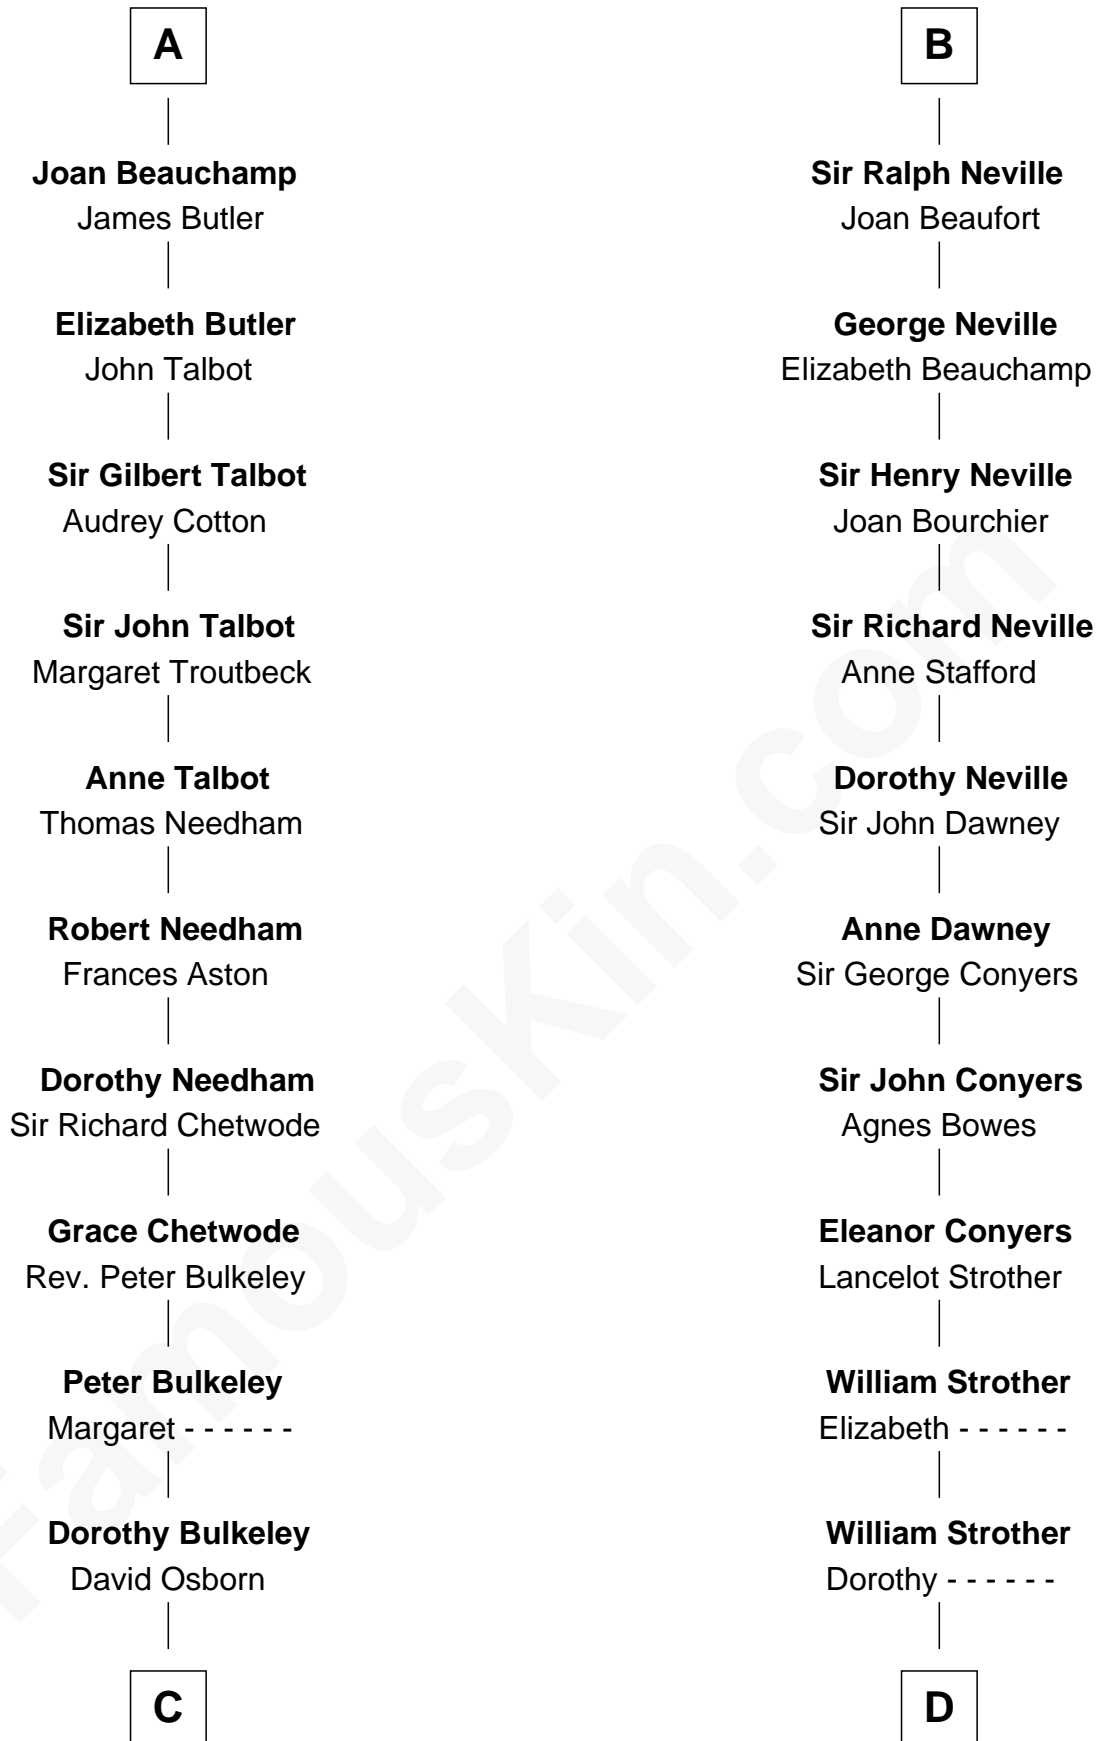 A
Joan Beauchamp
James Butler
Elizabeth Butler
John Talbot
Sir Gilbert Talbot
Audrey Cotton
Sir John Talbot
Margaret Troutbeck
Anne Talbot
Thomas Needham
Robert Needham
Frances Aston
Dorothy Needham
Sir Richard Chetwode
Grace Chetwode
Rev. Peter Bulkeley
Peter Bulkeley
Margaret - - - - - -
Dorothy Bulkeley
David Osborn
C
B
Sir Ralph Neville
Joan Beaufort
George Neville
Elizabeth Beauchamp
Sir Henry Neville
Joan Bourchier
Sir Richard Neville
Anne Stafford
Dorothy Neville
Sir John Dawney
Anne Dawney
Sir George Conyers
Sir John Conyers
Agnes Bowes
Eleanor Conyers
Lancelot Strother
William Strother
Elizabeth - - - - - -
William Strother
Dorothy - - - - - -
D
FamousKin.com